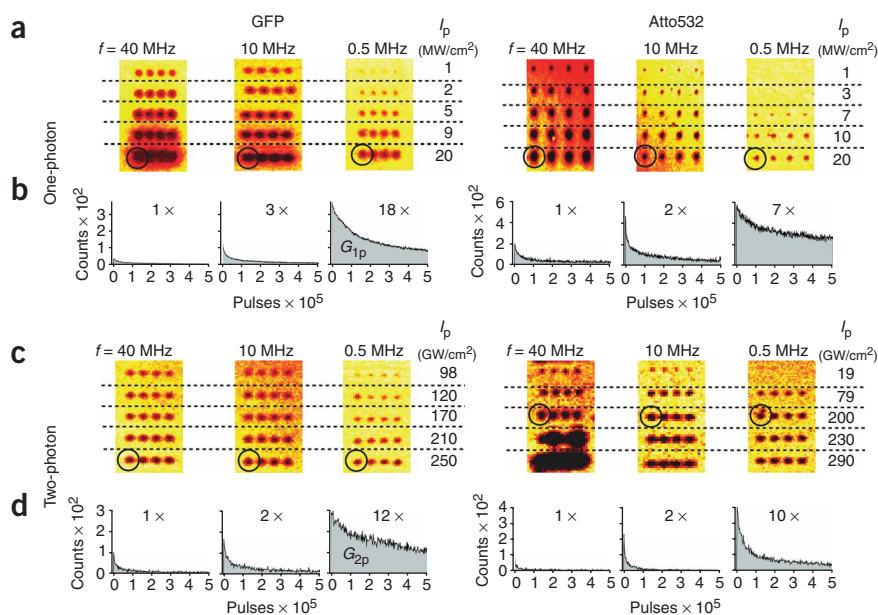 a
GFP
Atto532
f = 40 MHz 10 MHz 0.5 MHz Ip (MW/cm2)
1
2
5
9
20
f = 40 MHz 10 MHz 0.5 MHz Ip (MW/cm2)
1
3
7
10
20
One-photon
b
Counts × 10²
3
2
1
0
1 × 3 × 18 ×
G1p
0 1 2 3 4 5 0 1 2 3 4 5 0 1 2 3 4 5
Pulses × 10⁵
Counts × 10²
6
4
2
0
1 × 2 × 7 ×
0 1 2 3 4 5 0 1 2 3 4 5 0 1 2 3 4 5
Pulses × 10⁵
c
f = 40 MHz 10 MHz 0.5 MHz Ip (GW/cm2)
98
120
170
210
250
f = 40 MHz 10 MHz 0.5 MHz Ip (GW/cm2)
19
79
200
230
290
Two-photon
d
Counts × 10²
3
2
1
0
1 × 2 × 12 ×
G2p
0 1 2 3 4 5 0 1 2 3 4 5 0 1 2 3 4 5
Pulses × 10⁵
Counts × 10²
4
3
2
1
0
1 × 2 × 10 ×
0 1 2 3 4 5 0 1 2 3 4 5 0 1 2 3 4 5
Pulses × 10⁵